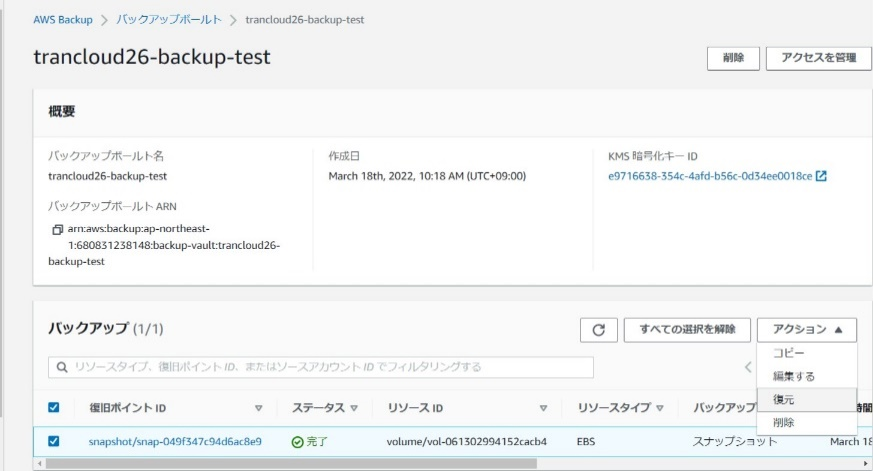 AWS Backup > バックアップボールト > trancloud26-backup-test
trancloud26-backup-test
削除
アクセスを管理
概要
バックアップボールト名
trancloud26-backup-test
作成日
March 18th, 2022, 10:18 AM (UTC+09:00)
KMS 暗号化キー ID
e9716638-354c-4afd-b56c-0d34ee0018ce
バックアップボールト ARN
arn:aws:backup:ap-northeast-
1:680831238148:backup-vault:trancloud26-
backup-test
バックアップ (1/1)
すべての選択を解除
アクション
リソースタイプ、復旧ポイント ID、またはソースアカウント ID でフィルタリングする
コピー
編集する
復元
削除
復旧ポイント ID ステータス リソース ID リソースタイプ バックアップ 時間
snapshot/snap-049f347c94d6ac8e9 完了 volume/vol-061302994152cacb4 EBS スナップショット March 18